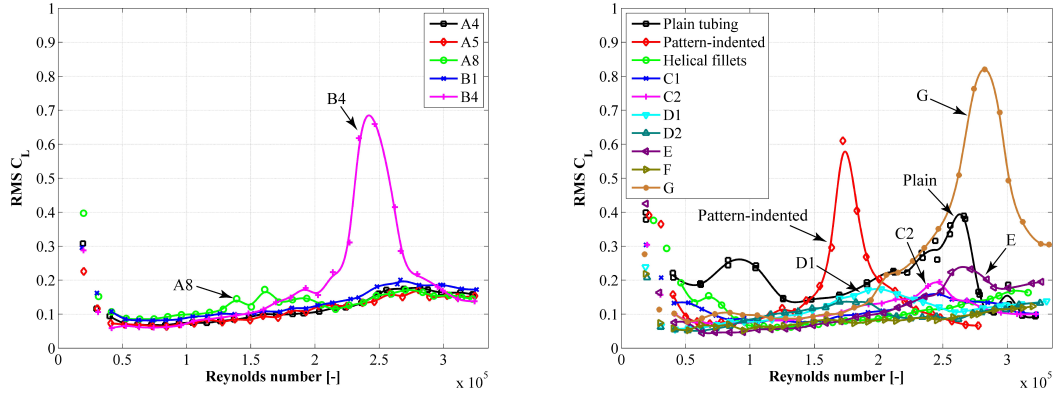 1
0.9
0.8
0.7
0.6
0.5
0.4
0.3
0.2
0.1
0
RMS C_L
A4
A5
A8
B1
B4
B4
A8
0 0.5 1 1.5 2 2.5 3
Reynolds number [-]
x 10^5
1
0.9
0.8
0.7
0.6
0.5
0.4
0.3
0.2
0.1
0
RMS C_L
Plain tubing
Pattern-indented
Helical fillets
C1
C2
D1
D2
E
F
G
G
Plain
Pattern-indented
C2
E
D1
0 0.5 1 1.5 2 2.5 3
Reynolds number [-]
x 10^5